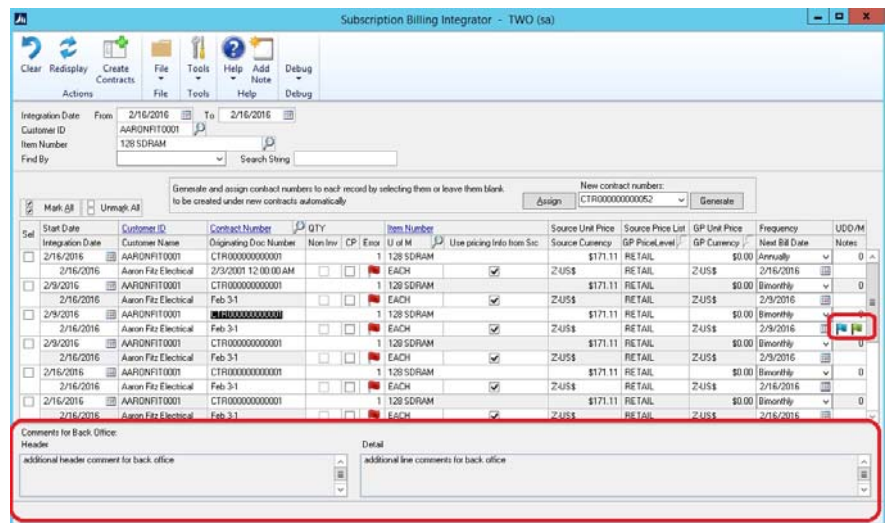 Subscription Billing Integrator - TWO (sa)
Clear Redisplay Create Contracts File Tools Help Add Note Debug
Actions File Tools Help Debug
Integration Date From 2/16/2016 To 2/16/2016
Customer ID AARONFIT0001
Item Number 128 SDRAM
Find By Search String
Generate and assign contact numbers to each record by selecting them or leave them blank
to be created under new contracts automatically
New contact numbers:
Mark All Unmark All Assign CTR000000000052 Generate
Sel Start Date Customer ID Contract Number QTY Item Number Source Unit Price Source Price List GP Unit Price Frequency UDD/M
Integration Date Customer Name Originating Doc Number Non Inv CP Error U of M Use pricing Info from Src Source Currency GP PriceLevel GP Currency Next Bill Date Notes
2/16/2016 AARONFIT0001 CTR000000000001 1 128 SDRAM $171.11 RETAIL $0.00 Annually 0
2/16/2016 Aaron Fitz Electrical 2/3/2001 12:00:00 AM EACH Z-US$ RETAIL Z-US$ 2/16/2016
2/9/2016 AARONFIT0001 CTR000000000001 1 128 SDRAM $171.11 RETAIL $0.00 Bimonthly 0
2/16/2016 Aaron Fitz Electrical Feb 3-1 EACH Z-US$ RETAIL Z-US$ 2/9/2016
2/9/2016 AARONFIT0001 CTR000000000001 1 128 SDRAM $171.11 RETAIL $0.00 Bimonthly 0
2/16/2016 Aaron Fitz Electrical Feb 3-1 EACH Z-US$ RETAIL Z-US$ 2/9/2016
2/9/2016 AARONFIT0001 CTR000000000001 1 128 SDRAM $171.11 RETAIL $0.00 Bimonthly 0
2/16/2016 Aaron Fitz Electrical Feb 3-1 EACH Z-US$ RETAIL Z-US$ 2/9/2016
2/16/2016 AARONFIT0001 CTR000000000001 1 128 SDRAM $171.11 RETAIL $0.00 Bimonthly 0
2/16/2016 Aaron Fitz Electrical Feb 3-1 EACH Z-US$ RETAIL Z-US$ 2/16/2016
2/16/2016 AARONFIT0001 CTR000000000001 1 128 SDRAM $171.11 RETAIL $0.00 Bimonthly 0
2/16/2016 Aaron Fitz Electrical Feb 3-1 EACH Z-US$ RETAIL Z-US$ 2/16/2016
Comments for Back Office:
Header Detail
additional header comment for back office additional line comments for back office